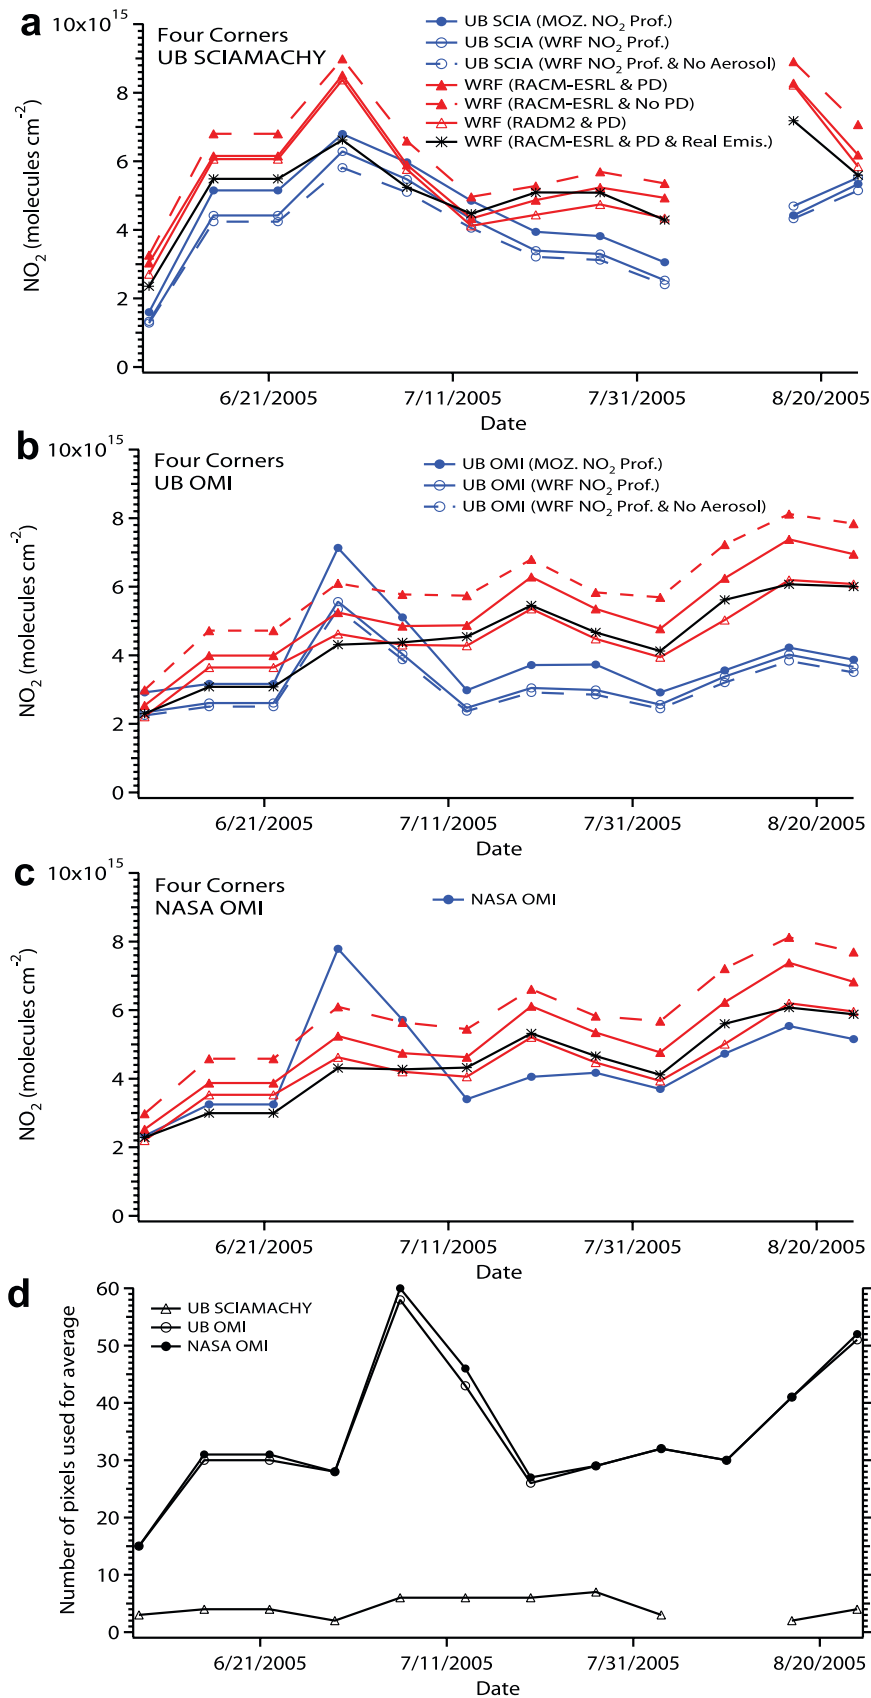 a
10x10¹⁵
Four Corners
UB SCIAMACHY
UB SCIA (MOZ. NO₂ Prof.)
UB SCIA (WRF NO₂ Prof.)
UB SCIA (WRF NO₂ Prof. & No Aerosol)
WRF (RACM-ESRL & PD)
WRF (RACM-ESRL & No PD)
WRF (RADM2 & PD)
WRF (RACM-ESRL & PD & Real Emis.)
NO₂ (molecules cm⁻²)
8
6
4
2
0
6/21/2005 7/11/2005 7/31/2005 8/20/2005
Date
b
10x10¹⁵
Four Corners
UB OMI
UB OMI (MOZ. NO₂ Prof.)
UB OMI (WRF NO₂ Prof.)
UB OMI (WRF NO₂ Prof. & No Aerosol)
NO₂ (molecules cm⁻²)
8
6
4
2
0
6/21/2005 7/11/2005 7/31/2005 8/20/2005
Date
c
10x10¹⁵
Four Corners
NASA OMI
NASA OMI
NO₂ (molecules cm⁻²)
8
6
4
2
0
6/21/2005 7/11/2005 7/31/2005 8/20/2005
Date
d
60
UB SCIAMACHY
UB OMI
NASA OMI
Number of pixels used for average
50
40
30
20
10
0
6/21/2005 7/11/2005 7/31/2005 8/20/2005
Date